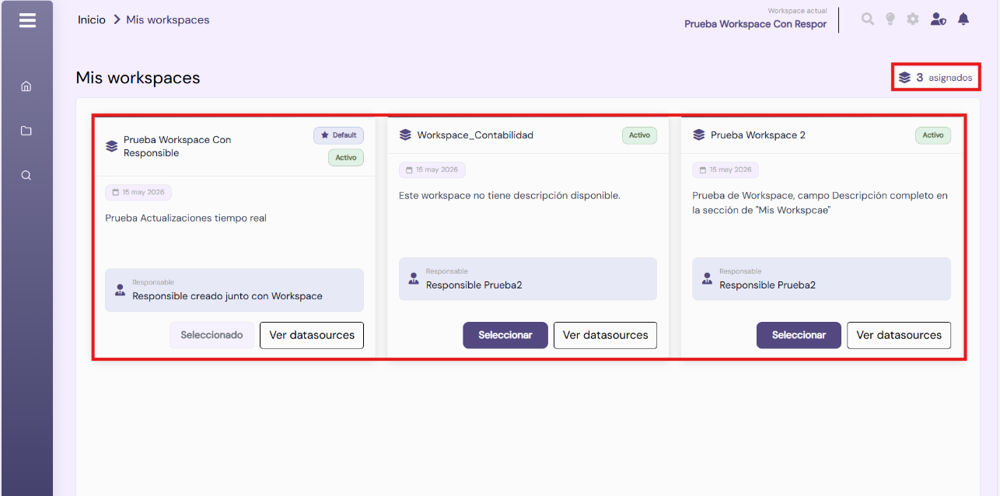 Inicio > Mis workspaces
Workspace actual
Prueba Workspace Con Respor
Mis workspaces
3 asignados
Prueba Workspace Con
Responsible
Default
Activo
15 may 2026
Prueba Actualizaciones tiempo real
Responsable
Responsible creado junto con Workspace
Seleccionado
Ver datasources
Workspace_Contabilidad
Activo
15 may 2026
Este workspace no tiene descripción disponible.
Responsable
Responsible Prueba2
Seleccionar
Ver datasources
Prueba Workspace 2
Activo
15 may 2026
Prueba de Workspace, campo Descripción completo en
la sección de "Mis Workspcae"
Responsable
Responsible Prueba2
Seleccionar
Ver datasources